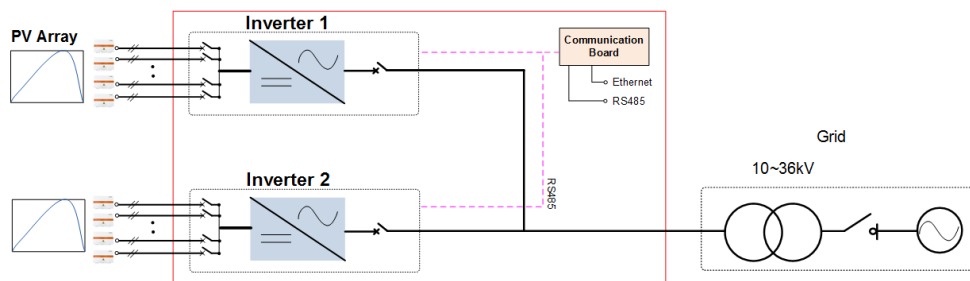 PV Array
Inverter 1
Communication
Board
Ethernet
RS485
Grid
10~36kV
Inverter 2
RS485